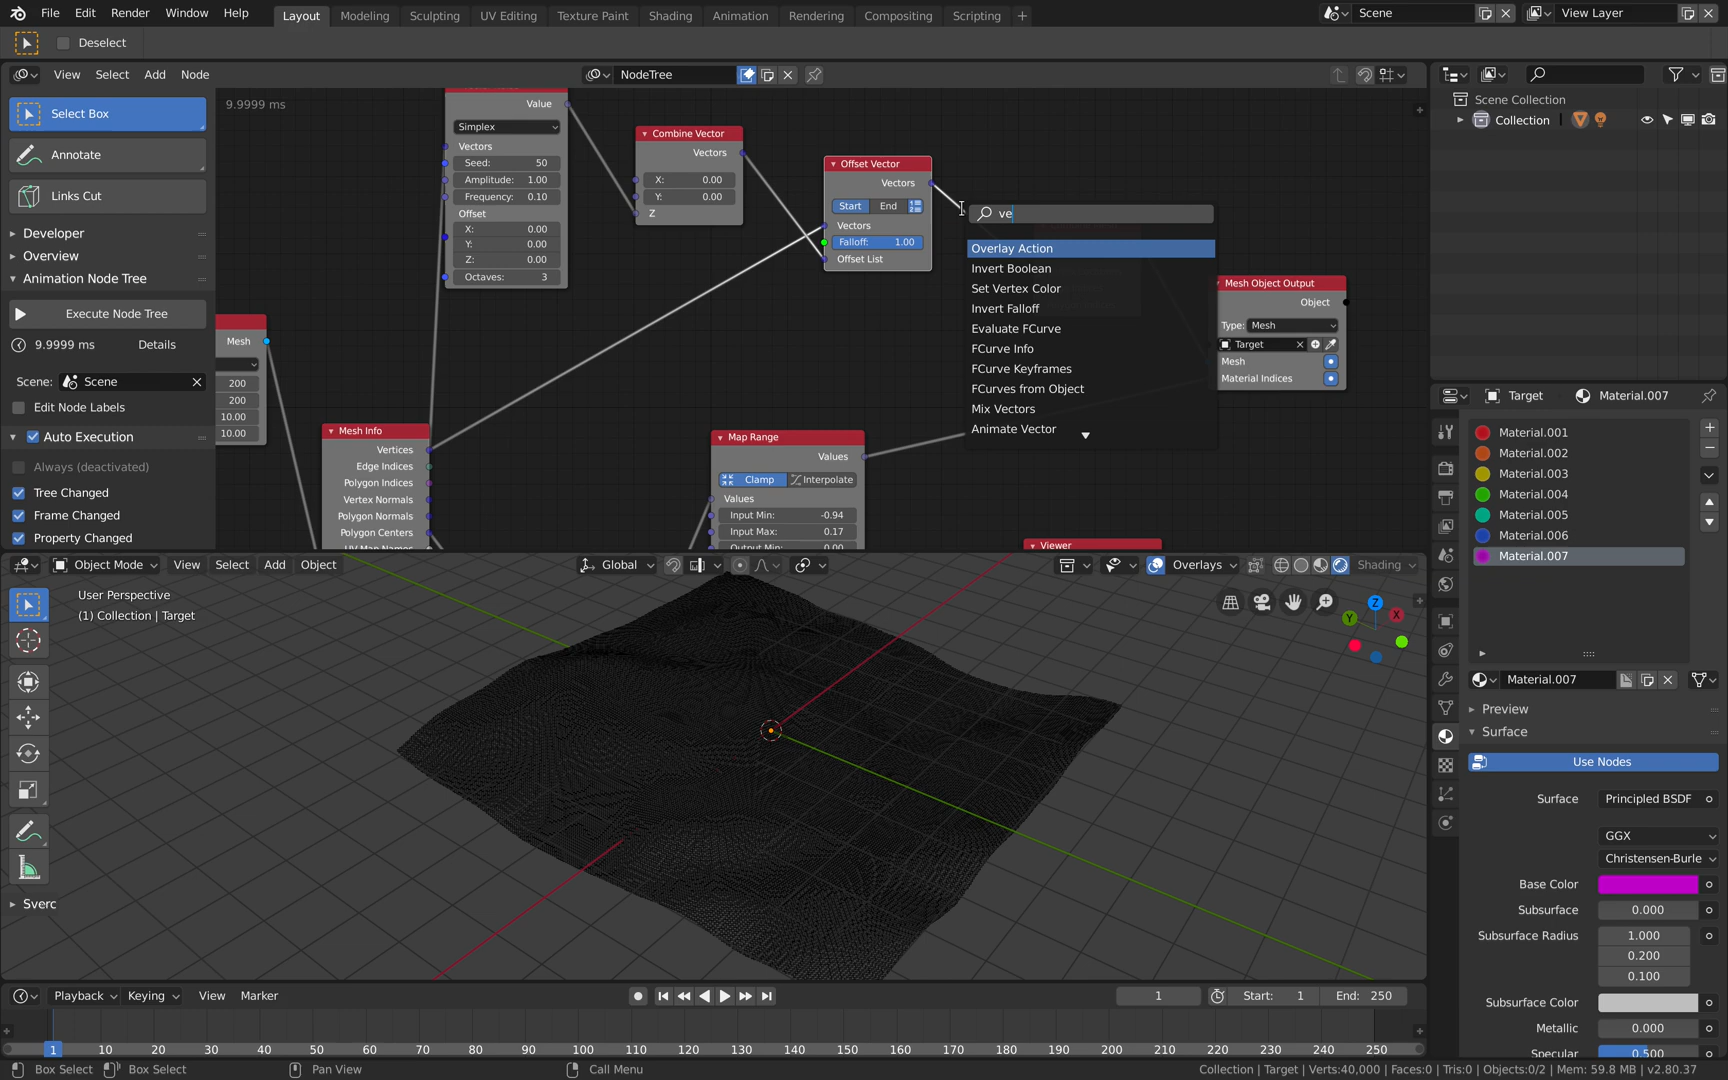 File Edit Render Window Help Layout Modeling Sculpting UV Editing Texture Paint Shading Animation Rendering Compositing Scripting Scene View Layer
Deselect
View Select Add Node NodeTree
9.9999 ms
Select Box
Annotate
Links Cut
Developer
Overview
Animation Node Tree
Execute Node Tree
9.9999 ms Details
Scene: Scene
Edit Node Labels
Auto Execution
Always (deactivated)
Tree Changed
Frame Changed
Property Changed
Mesh
200
200
10.00
10.00
Value
Simplex
Vectors
Seed: 50
Amplitude: 1.00
Frequency: 0.10
Offset
X: 0.00
Y: 0.00
Z: 0.00
Octaves: 3
Combine Vector
Vectors
X: 0.00
Y: 0.00
Z
Offset Vector
Vectors
Start End
Vectors
Falloff: 1.00
Offset List
ve
Overlay Action
Invert Boolean
Set Vertex Color
Invert Falloff
Evaluate FCurve
FCurve Info
FCurve Keyframes
FCurves from Object
Mix Vectors
Animate Vector
Mesh Object Output
Object
Type: Mesh
Target
Mesh
Material Indices
Mesh Info
Vertices
Edge Indices
Polygon Indices
Vertex Normals
Polygon Normals
Polygon Centers
UV Map Names
Map Range
Values
Clamp Interpolate
Values
Input Min: -0.94
Input Max: 0.17
Output Min: 0.00
Viewer
Scene Collection
Collection
Target Material.007
Material.001
Material.002
Material.003
Material.004
Material.005
Material.006
Material.007
Material.007
Preview
Surface
Use Nodes
Surface Principled BSDF
GGX
Christensen-Burle
Base Color
Subsurface 0.000
Subsurface Radius 1.000
0.200
0.100
Subsurface Color
Metallic 0.000
Specular 0.500
Object Mode View Select Add Object Global Overlays Shading
User Perspective
(1) Collection | Target
Z
Y
X
Sverc
Playback Keying View Marker 1 Start: 1 End: 250
1 10 20 30 40 50 60 70 80 90 100 110 120 130 140 150 160 170 180 190 200 210 220 230 240 250
Box Select Box Select Pan View Call Menu Collection | Target | Verts:40,000 | Faces:0 | Tris:0 | Objects:0/2 | Mem: 59.8 MB | v2.80.37